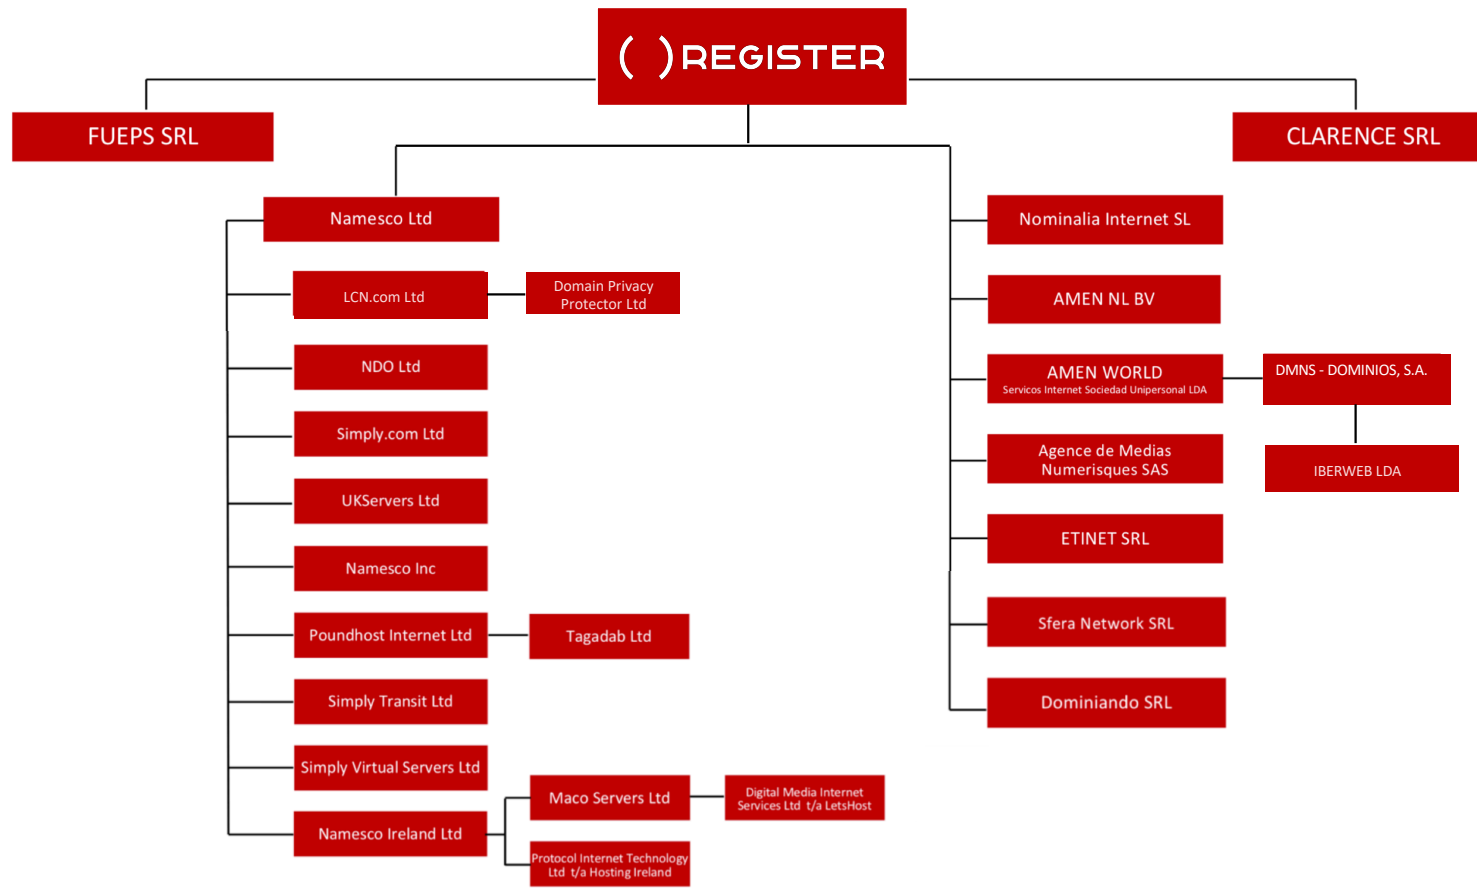 ( ) REGISTER
FUEPS SRL
CLARENCE SRL
Namesco Ltd
LCN.com Ltd
Domain Privacy
Protector Ltd
NDO Ltd
Simply.com Ltd
UKServers Ltd
Namesco Inc
Poundhost Internet Ltd
Tagadab Ltd
Simply Transit Ltd
Simply Virtual Servers Ltd
Namesco Ireland Ltd
Maco Servers Ltd
Digital Media Internet
Services Ltd t/a LetsHost
Protocol Internet Technology
Ltd t/a Hosting Ireland
Nominalia Internet SL
AMEN NL BV
AMEN WORLD
Servicos Internet Sociedad Unipersonal LDA
DMNS - DOMINIOS, S.A.
IBERWEB LDA
Agence de Medias
Numerisques SAS
ETINET SRL
Sfera Network SRL
Dominiando SRL